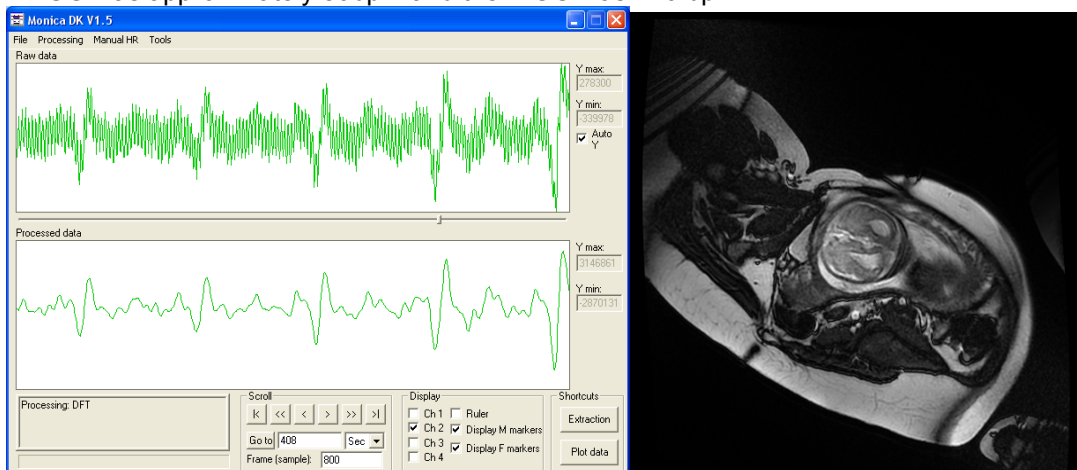 Monica DK V1.5
File Processing Manual HR Tools
Raw data
Y max:
278300
Y min:
-339978
Auto
Y
Processed data
Y max:
3146861
Y min:
-2870131
Processing: DFT
Scroll
|< << < > >> >|
Go to 408 Sec
Frame (sample): 800
Display
Ch 1 Ruler
Ch 2 Display M markers
Ch 3 Display F markers
Ch 4
Shortcuts
Extraction
Plot data